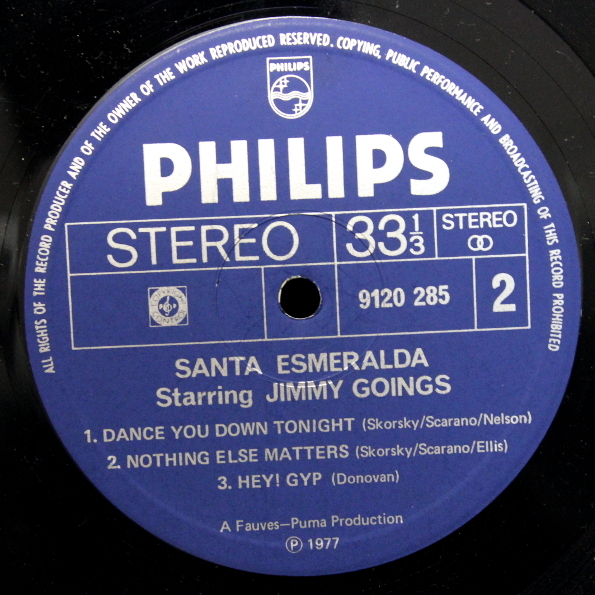 ALL RIGHTS OF THE RECORD PRODUCER AND OF THE OWNER OF THE WORK REPRODUCED RESERVED. COPYING, PUBLIC PERFORMANCE AND BROADCASTING OF THIS RECORD PROHIBITED
PHILIPS
PHILIPS
STEREO 33 1/3 STEREO
9120 285 2
SANTA ESMERALDA
Starring JIMMY GOINGS
1. DANCE YOU DOWN TONIGHT (Skorsky/Scarano/Nelson)
2. NOTHING ELSE MATTERS (Skorsky/Scarano/Ellis)
3. HEY! GYP (Donovan)
A Fauves–Puma Production
℗ 1977